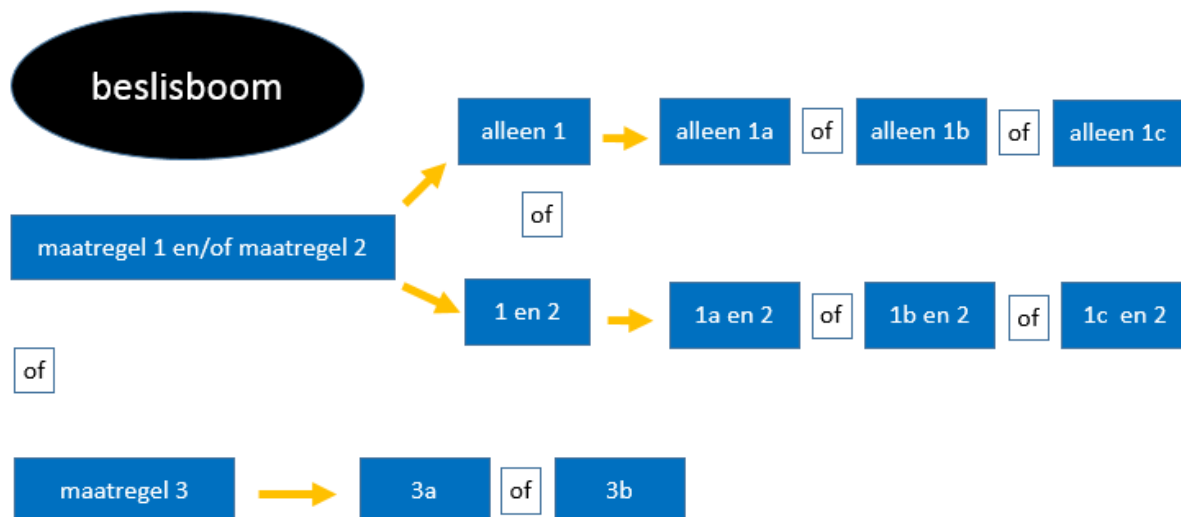 beslisboom
alleen 1
alleen 1a
of
alleen 1b
of
alleen 1c
of
maatregel 1 en/of maatregel 2
1 en 2
1a en 2
of
1b en 2
of
1c en 2
of
maatregel 3
3a
of
3b